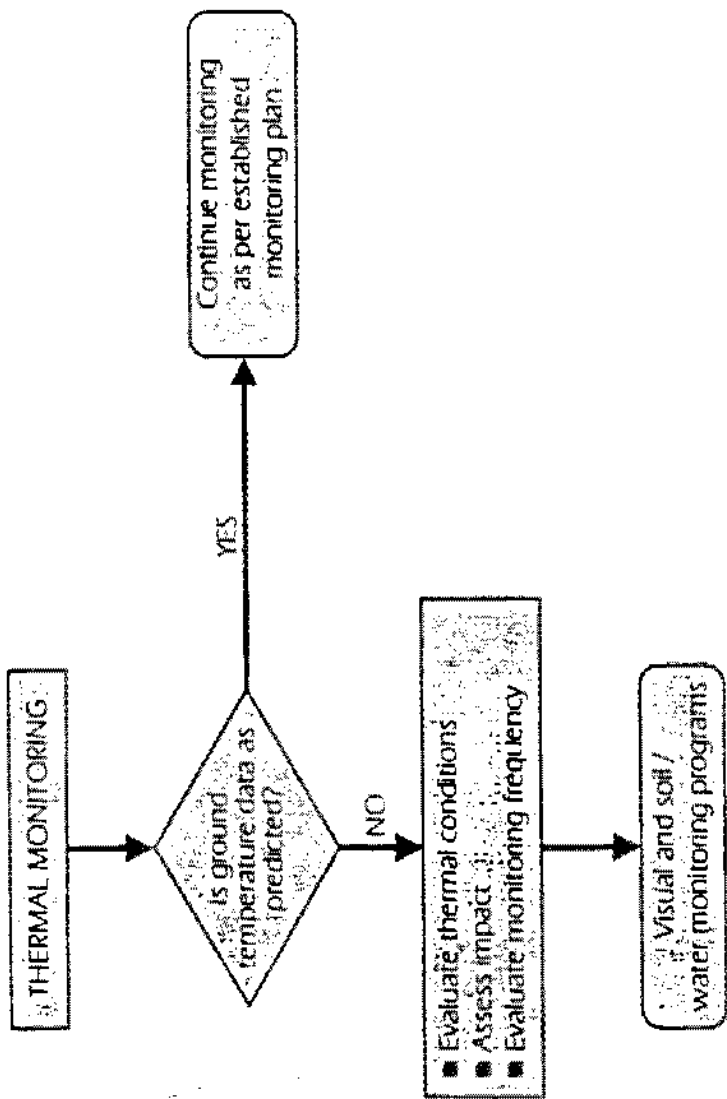 THERMAL MONITORING
Is ground
temperature data as
predicted?
YES
Continue monitoring
as per established
monitoring plan
NO
■ Evaluate thermal conditions
■ Assess impact
■ Evaluate monitoring frequency
Visual and soil /
water monitoring programs